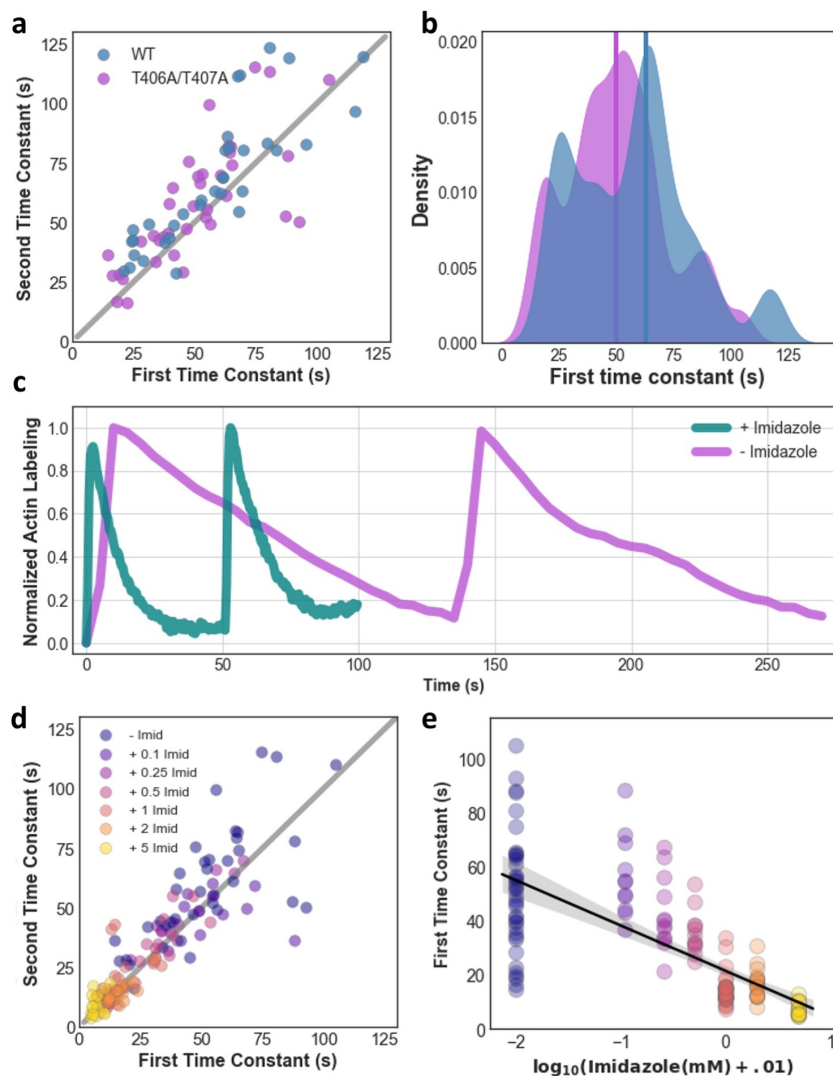 a
125
100
75
50
25
0
Second Time Constant (s)
WT
T406A/T407A
0 25 50 75 100 125
First Time Constant (s)
b
0.020
0.015
0.010
0.005
0.000
Density
0 25 50 75 100 125
First time constant (s)
c
1.0
0.8
0.6
0.4
0.2
0.0
Normalized Actin Labeling
+ Imidazole
- Imidazole
0 50 100 150 200 250
Time (s)
d
125
100
75
50
25
0
Second Time Constant (s)
- Imid
+ 0.1 Imid
+ 0.25 Imid
+ 0.5 Imid
+ 1 Imid
+ 2 Imid
+ 5 Imid
0 25 50 75 100 125
First Time Constant (s)
e
100
80
60
40
20
0
First Time Constant (s)
−2 −1 0 1
log10(Imidazole(mM) + .01)